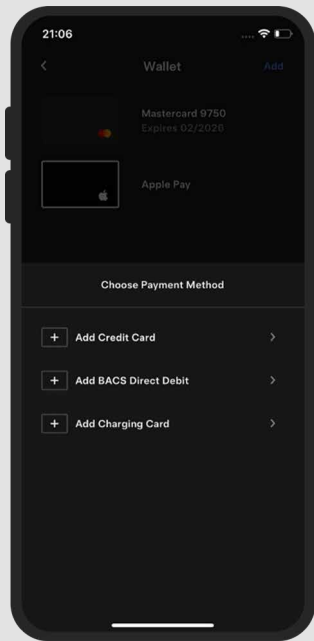 21:06
Wallet
Add
Mastercard 9750
Expires 02/2026
Apple Pay
Choose Payment Method
Add Credit Card
Add BACS Direct Debit
Add Charging Card